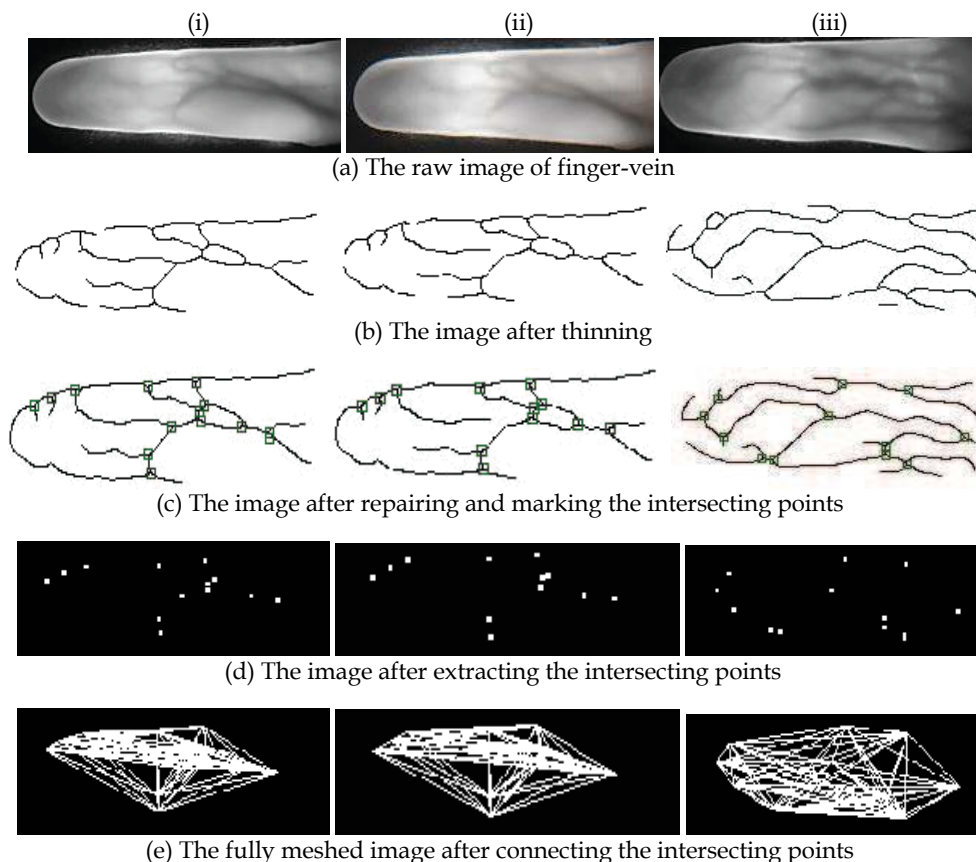 (i) (ii) (iii)
(a) The raw image of finger-vein
(b) The image after thinning
(c) The image after repairing and marking the intersecting points
(d) The image after extracting the intersecting points
(e) The fully meshed image after connecting the intersecting points